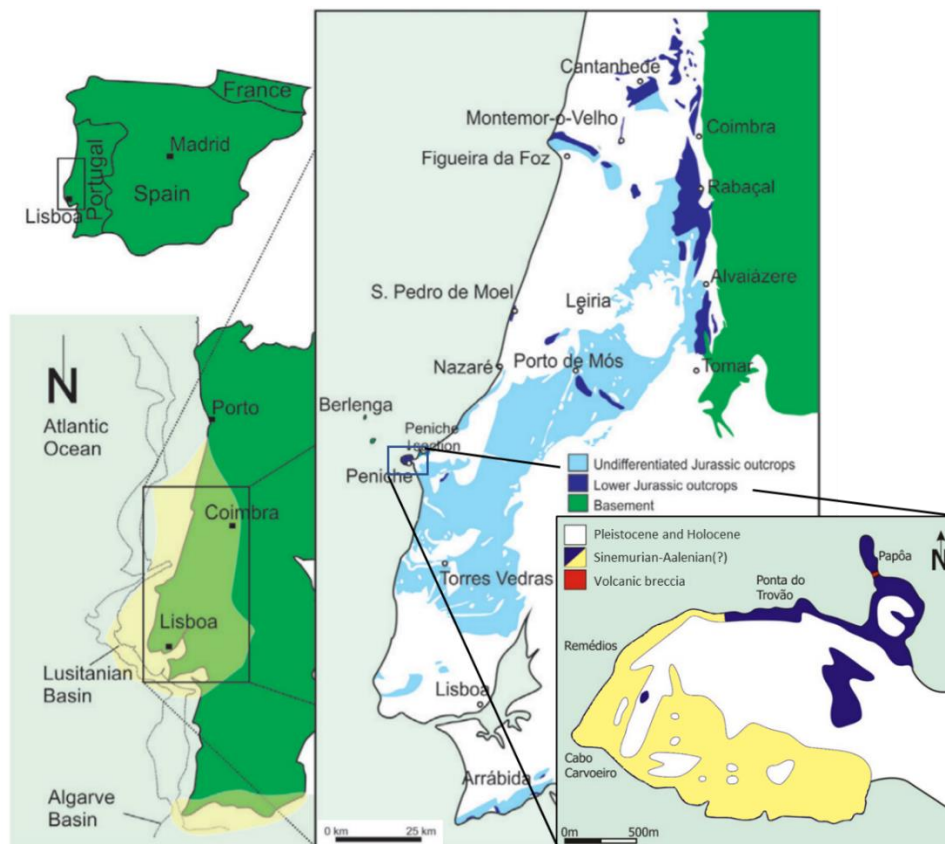 France
Portugal
Madrid
Spain
Lisboa
N
Atlantic
Ocean
Porto
Coimbra
Lisboa
Lusitanian
Basin
Algarve
Basin
Cantanhede
Montemor-o-Velho
Coimbra
Figueira da Foz
Rabaçal
Alvaiázere
S. Pedro de Moel
Leiria
Nazaré
Porto de Mós
Tomar
Berlenga
Peniche
section
Peniche
Undifferentiated Jurassic outcrops
Lower Jurassic outcrops
Basement
Torres Vedras
Lisboa
Arrábida
0 km 25 km
Pleistocene and Holocene
Sinemurian-Aalenian(?)
Volcanic breccia
N
Papôa
Ponta do
Trovão
Remédios
Cabo
Carvoeiro
0m 500m